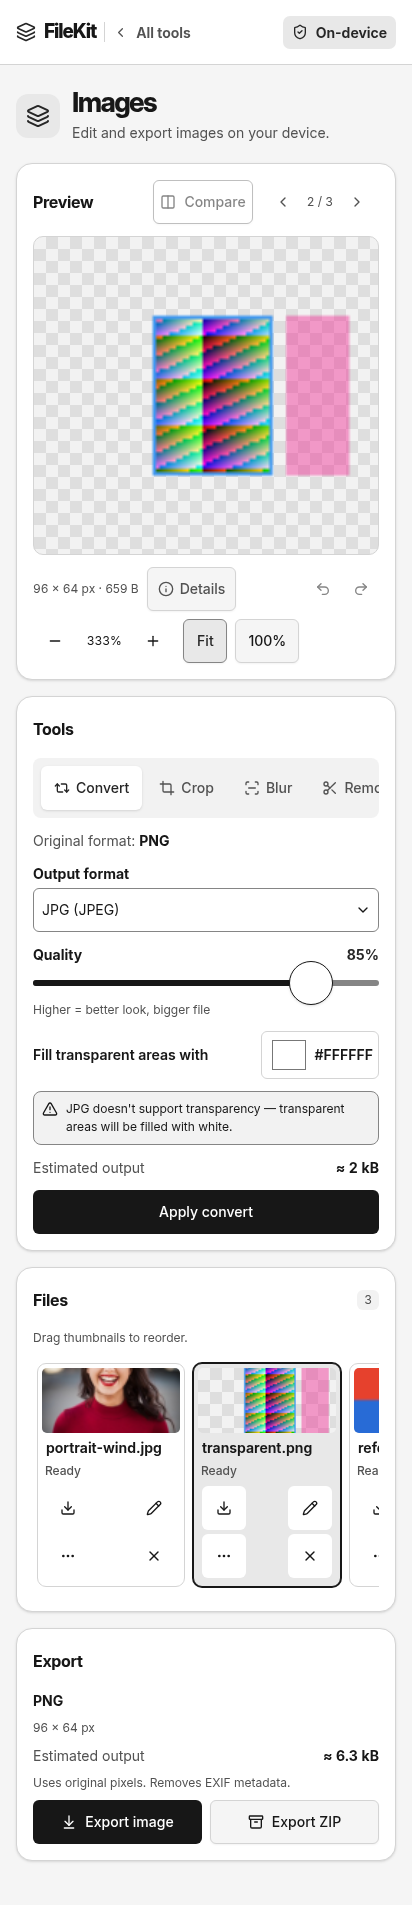 FileKit All tools On-device
Images
Edit and export images on your device.
Preview Compare 2 / 3
96 × 64 px · 659 B Details
333% Fit 100%
Tools
Convert Crop Blur Remo
Original format: PNG
Output format
JPG (JPEG)
Quality 85%
Higher = better look, bigger file
Fill transparent areas with #FFFFFF
JPG doesn't support transparency — transparent
areas will be filled with white.
Estimated output ≈ 2 kB
Apply convert
Files 3
Drag thumbnails to reorder.
portrait-wind.jpg transparent.png refe
Ready Ready Rea
Export
PNG
96 × 64 px
Estimated output ≈ 6.3 kB
Uses original pixels. Removes EXIF metadata.
Export image Export ZIP